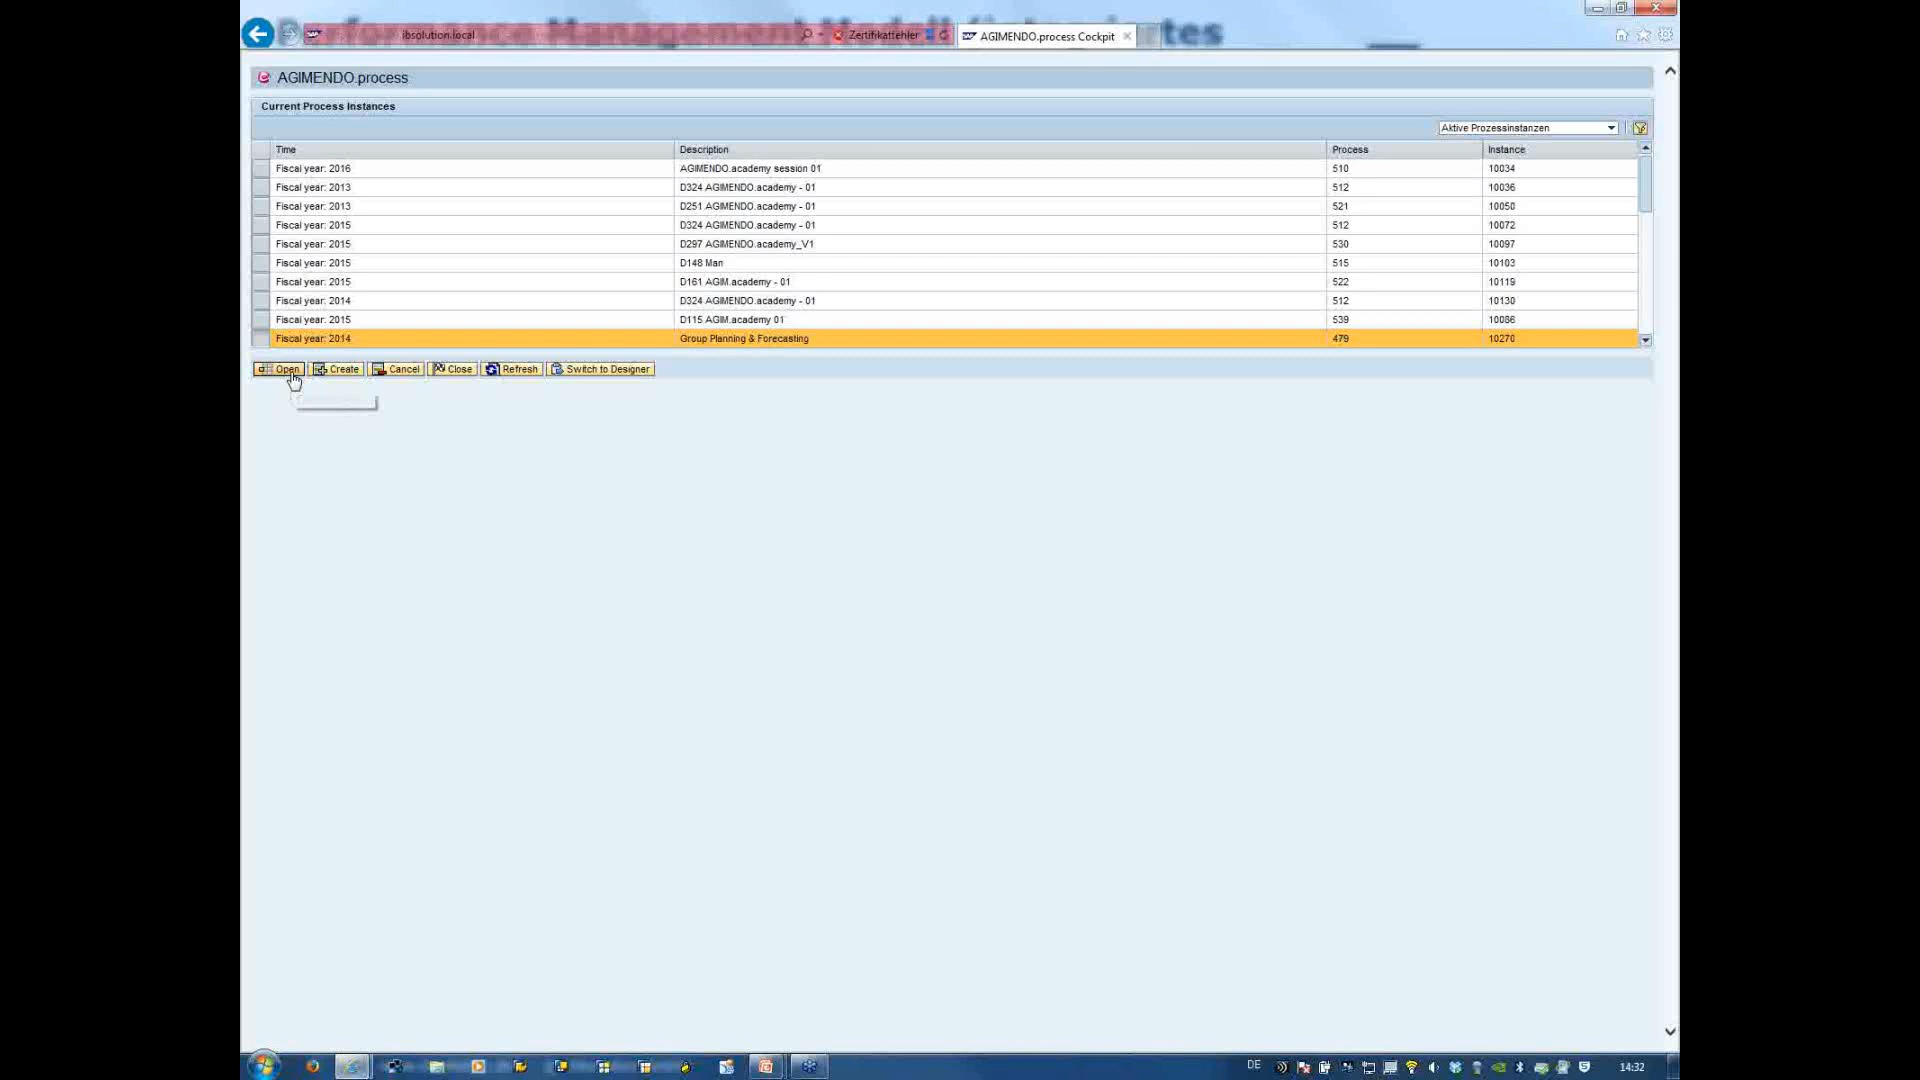 Performance Management Modell
tes
ibsolution.local
Zertifikatfehler
AGIMENDO.process Cockpit
AGIMENDO.process
Current Process Instances
Aktive Prozessinstanzen
Time Description Process Instance
Fiscal year: 2016 AGIMENDO.academy session 01 510 10034
Fiscal year: 2013 D324 AGIMENDO.academy - 01 512 10036
Fiscal year: 2013 D251 AGIMENDO.academy - 01 521 10050
Fiscal year: 2015 D324 AGIMENDO.academy - 01 512 10072
Fiscal year: 2015 D297 AGIMENDO.academy_V1 530 10097
Fiscal year: 2015 D148 Man 515 10103
Fiscal year: 2015 D161 AGIM.academy - 01 522 10119
Fiscal year: 2014 D324 AGIMENDO.academy - 01 512 10130
Fiscal year: 2015 D115 AGIM.academy 01 539 10086
Fiscal year: 2014 Group Planning & Forecasting 479 10270
Open Create Cancel Close Refresh Switch to Designer
DE 14:32